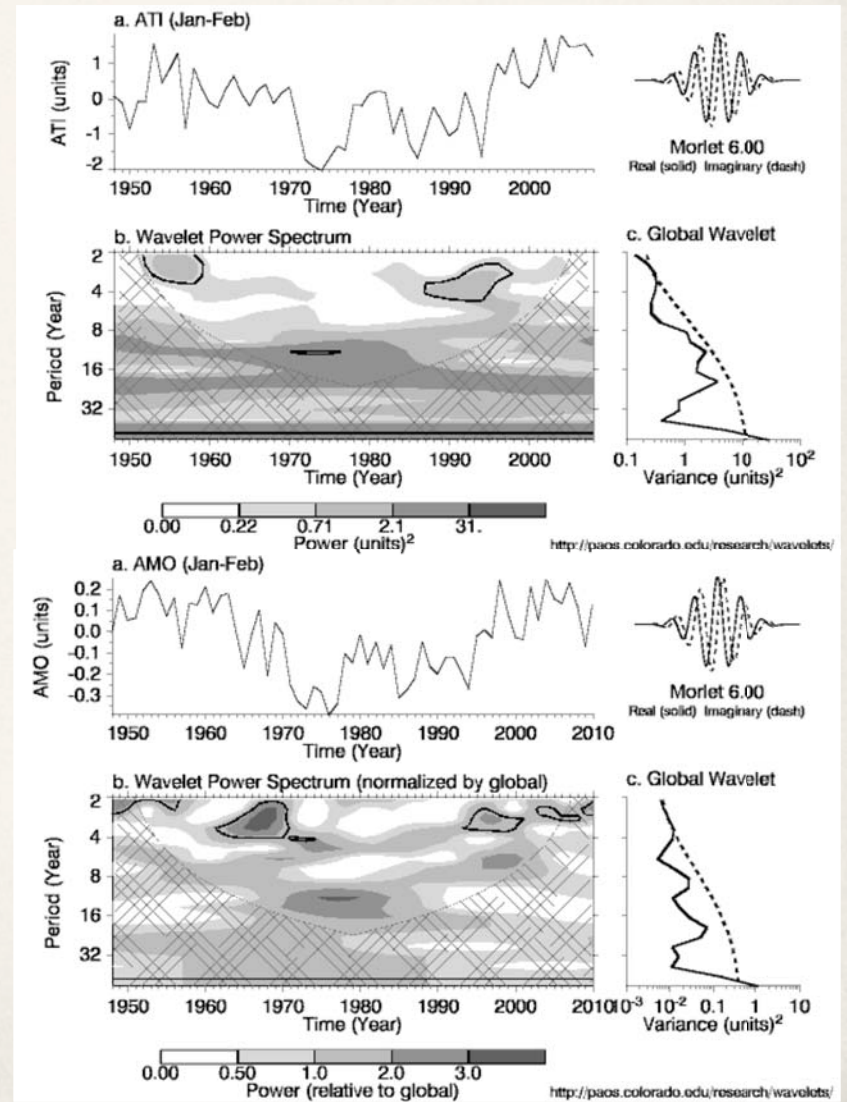 a. ATI (Jan-Feb)
ATI (units)
1
0
-1
-2
1950 1960 1970 1980 1990 2000
Time (Year)
Morlet 6.00
Real (solid) Imaginary (dash)
b. Wavelet Power Spectrum
Period (Year)
2
4
8
16
32
1950 1960 1970 1980 1990 2000
Time (Year)
c. Global Wavelet
0.1 1 10 10²
Variance (units)²
0.00 0.22 0.71 2.1 31.
Power (units)²
http://paos.colorado.edu/research/wavelets/
a. AMO (Jan-Feb)
AMO (units)
0.2
0.1
0.0
-0.1
-0.2
-0.3
1950 1960 1970 1980 1990 2000 2010
Time (Year)
Morlet 6.00
Real (solid) Imaginary (dash)
b. Wavelet Power Spectrum (normalized by global)
Period (Year)
2
4
8
16
32
1950 1960 1970 1980 1990 2000 2010
Time (Year)
c. Global Wavelet
10⁻³ 10⁻² 0.1 1 10
Variance (units)²
0.00 0.50 1.0 2.0 3.0
Power (relative to global)
http://paos.colorado.edu/research/wavelets/